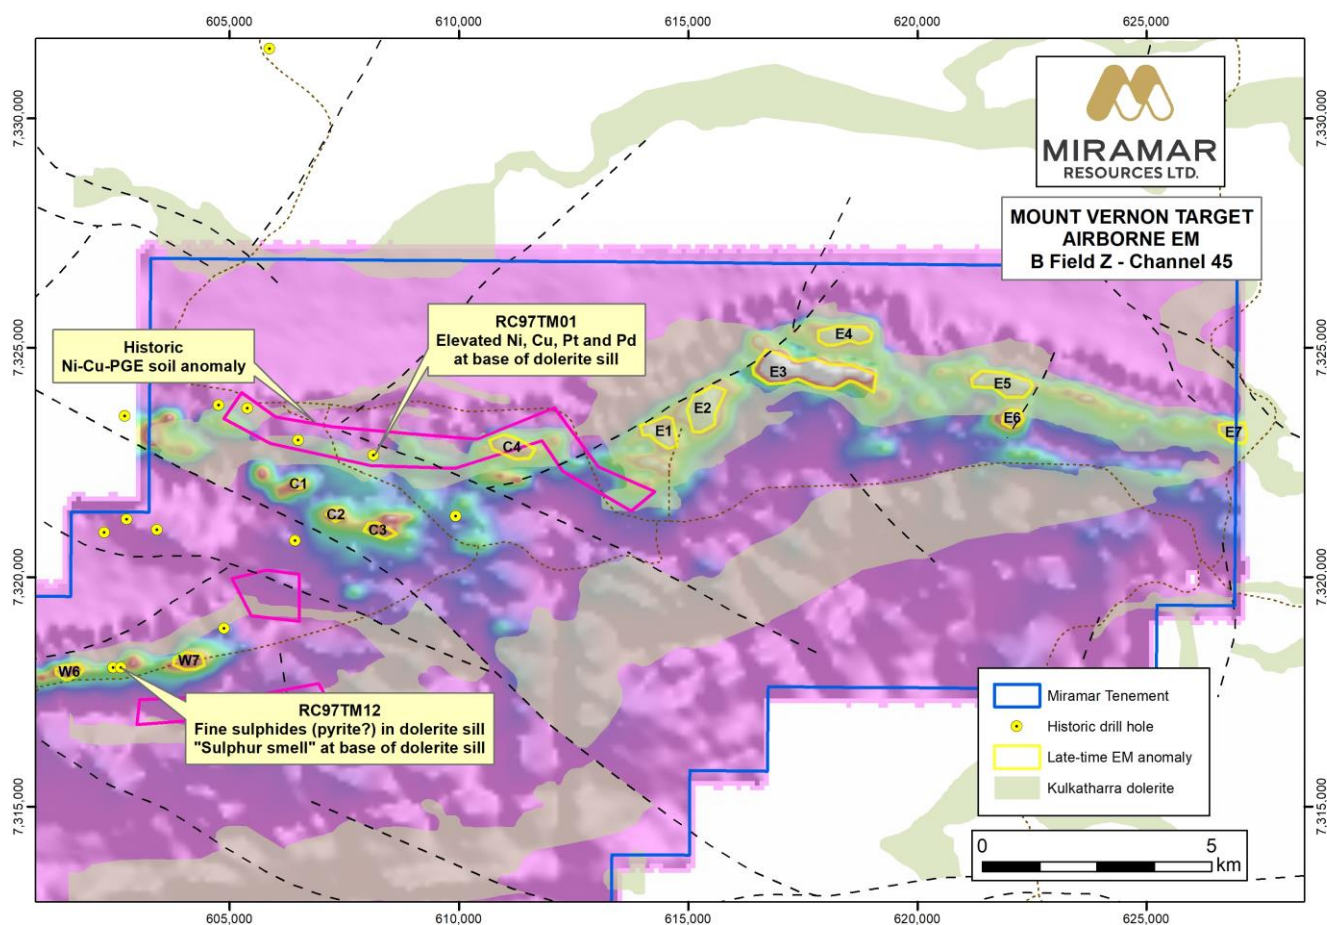 605,000
610,000
615,000
620,000
625,000
7,330,000
7,330,000
MIRAMAR
RESOURCES LTD.
MOUNT VERNON TARGET
AIRBORNE EM
B Field Z - Channel 45
RC97TM01
Elevated Ni, Cu, Pt and Pd
at base of dolerite sill
Historic
Ni-Cu-PGE soil anomaly
7,325,000
7,325,000
E4
E3
E5
E2
E6
E1
E7
C4
C1
C2
C3
7,320,000
7,320,000
W6
W7
RC97TM12
Fine sulphides (pyrite?) in dolerite sill
"Sulphur smell" at base of dolerite sill
Miramar Tenement
Historic drill hole
Late-time EM anomaly
Kulkatharra dolerite
7,315,000
7,315,000
0
5
km
605,000
610,000
615,000
620,000
625,000